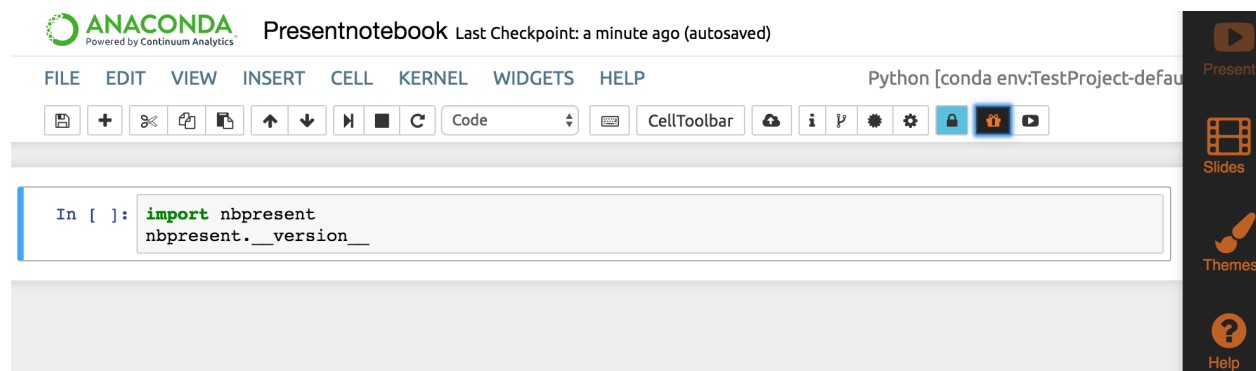 ANACONDA
Powered by Continuum Analytics
Presentnotebook Last Checkpoint: a minute ago (autosaved)
FILE EDIT VIEW INSERT CELL KERNEL WIDGETS HELP
Python [conda env:TestProject-defau
Code
CellToolbar
In [ ]: import nbpresent
nbpresent.__version__
Present
Slides
Themes
Help